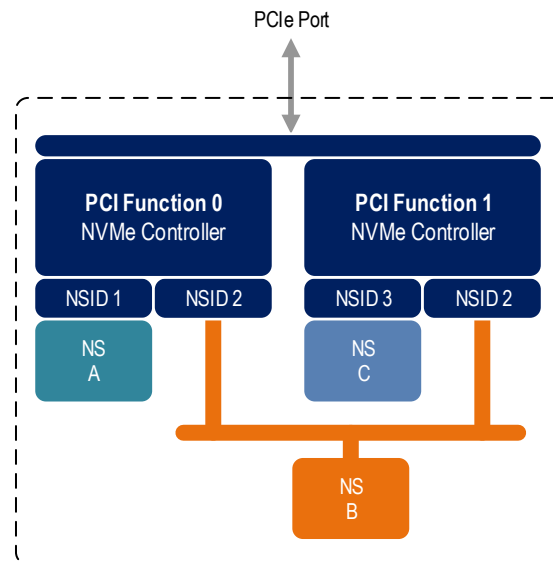 PCIe Port
PCI Function 0
NVMe Controller
PCI Function 1
NVMe Controller
NSID 1
NSID 2
NSID 3
NSID 2
NS
A
NS
C
NS
B